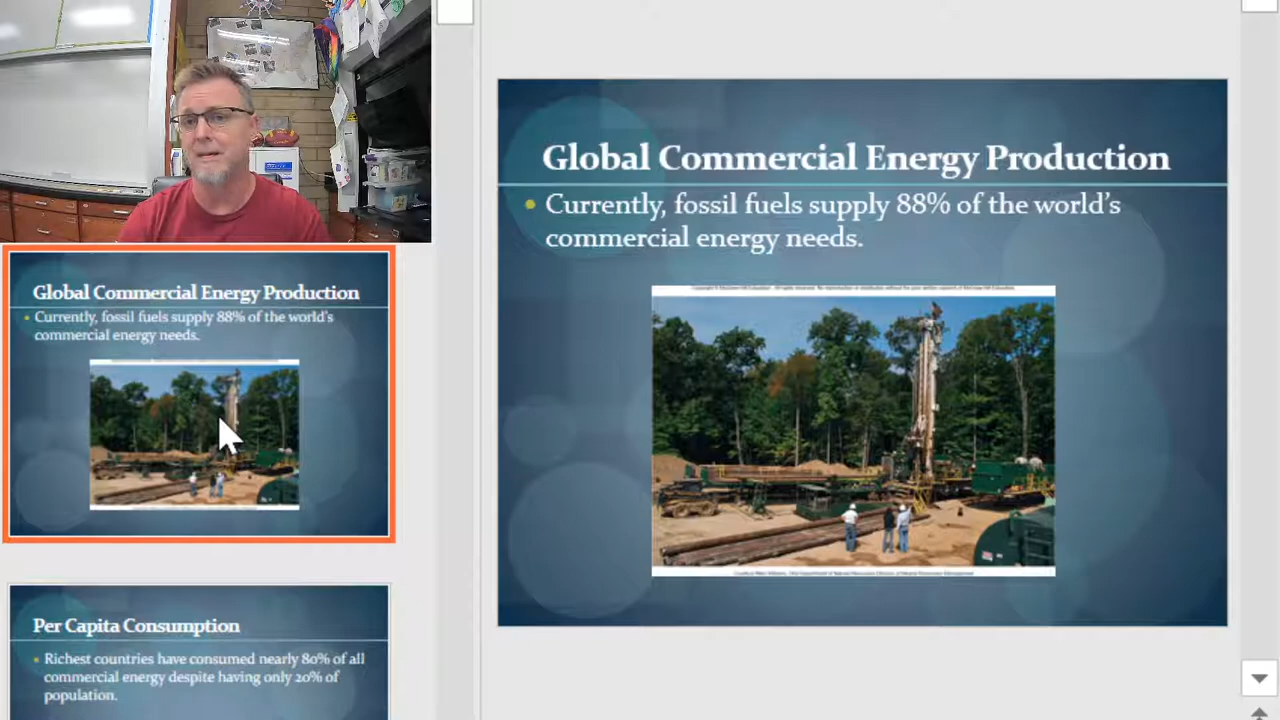 Global Commercial Energy Production
• Currently, fossil fuels supply 88% of the world's
commercial energy needs.
Global Commercial Energy Production
• Currently, fossil fuels supply 88% of the world's
commercial energy needs.
Per Capita Consumption
• Richest countries have consumed nearly 80% of all
commercial energy despite having only 20% of
population.